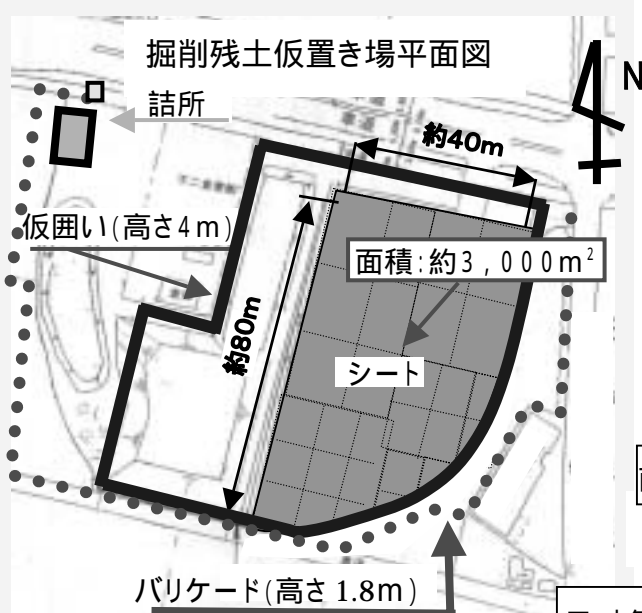 掘削残土仮置き場平面図
N
詰所
約40m
仮囲い(高さ4m)
面積:約3,000m²
約80m
シート
バリケード(高さ1.8m)